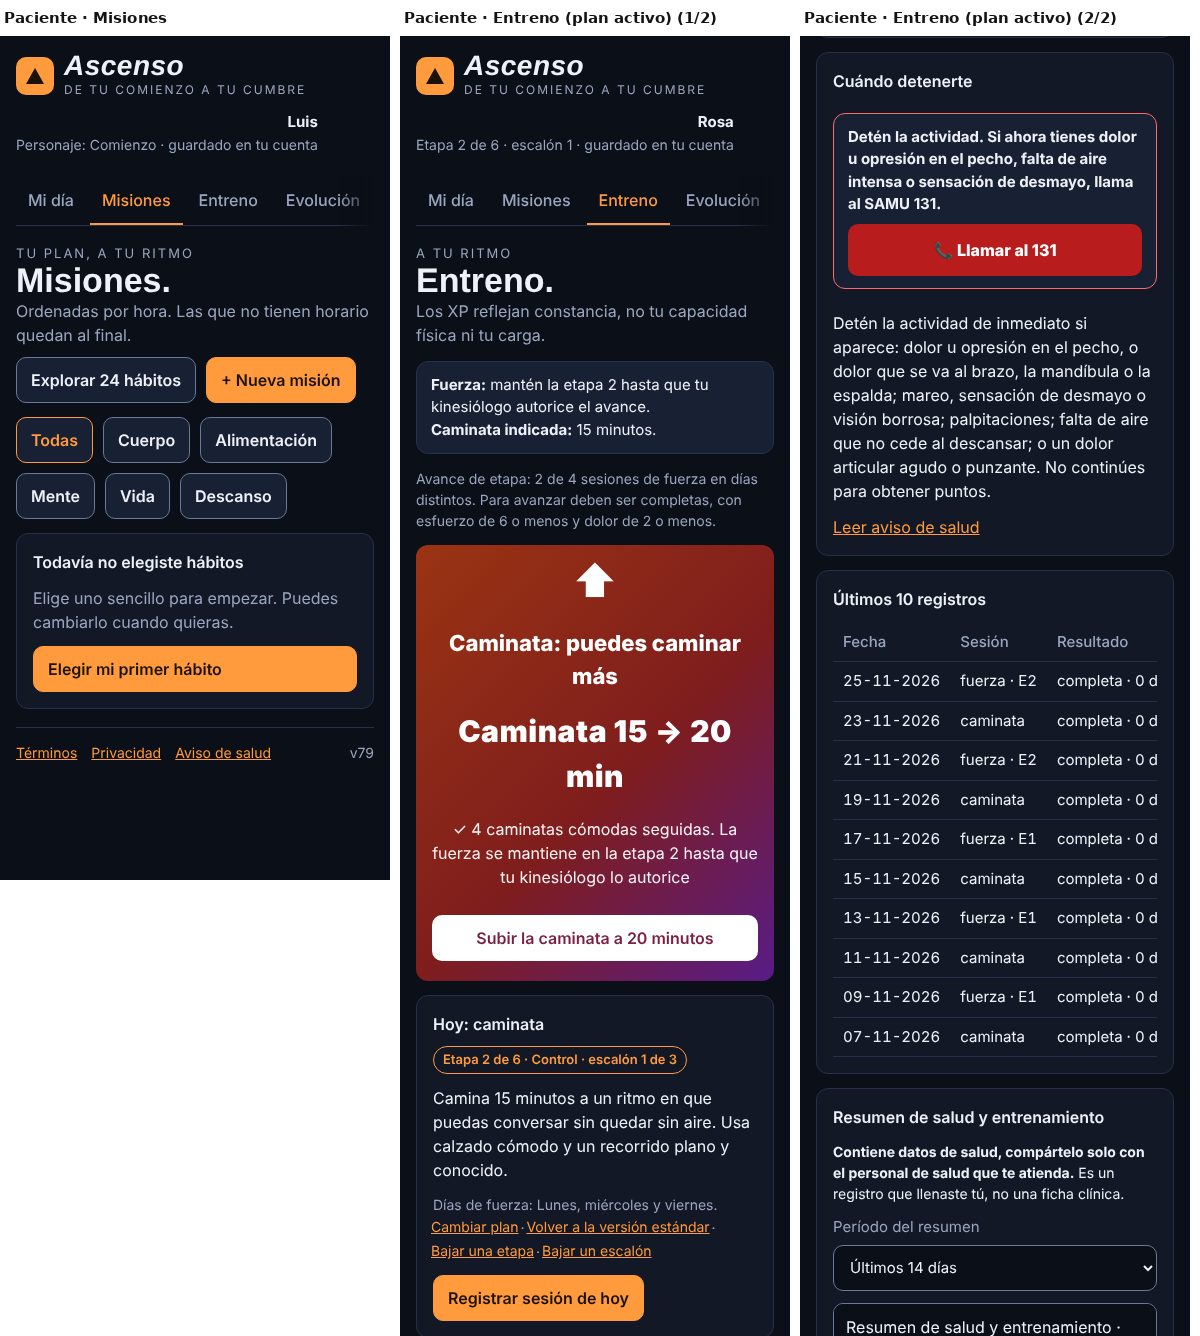 Paciente · Misiones
Ascenso
DE TU COMIENZO A TU CUMBRE
Luis
Personaje: Comienzo · guardado en tu cuenta
Mi día Misiones Entreno Evolución
TU PLAN, A TU RITMO
Misiones.
Ordenadas por hora. Las que no tienen horario
quedan al final.
Explorar 24 hábitos + Nueva misión
Todas Cuerpo Alimentación
Mente Vida Descanso
Todavía no elegiste hábitos
Elige uno sencillo para empezar. Puedes
cambiarlo cuando quieras.
Elegir mi primer hábito
Términos Privacidad Aviso de salud v79
Paciente · Entreno (plan activo) (1/2)
Ascenso
DE TU COMIENZO A TU CUMBRE
Rosa
Etapa 2 de 6 · escalón 1 · guardado en tu cuenta
Mi día Misiones Entreno Evolución
A TU RITMO
Entreno.
Los XP reflejan constancia, no tu capacidad
física ni tu carga.
Fuerza: mantén la etapa 2 hasta que tu
kinesiólogo autorice el avance.
Caminata indicada: 15 minutos.
Avance de etapa: 2 de 4 sesiones de fuerza en días
distintos. Para avanzar deben ser completas, con
esfuerzo de 6 o menos y dolor de 2 o menos.
Caminata: puedes caminar
más
Caminata 15 → 20
min
✓ 4 caminatas cómodas seguidas. La
fuerza se mantiene en la etapa 2 hasta que
tu kinesiólogo lo autorice
Subir la caminata a 20 minutos
Hoy: caminata
Etapa 2 de 6 · Control · escalón 1 de 3
Camina 15 minutos a un ritmo en que
puedas conversar sin quedar sin aire. Usa
calzado cómodo y un recorrido plano y
conocido.
Días de fuerza: Lunes, miércoles y viernes.
Cambiar plan · Volver a la versión estándar ·
Bajar una etapa · Bajar un escalón
Registrar sesión de hoy
Paciente · Entreno (plan activo) (2/2)
Cuándo detenerte
Detén la actividad. Si ahora tienes dolor
u opresión en el pecho, falta de aire
intensa o sensación de desmayo, llama
al SAMU 131.
📞 Llamar al 131
Detén la actividad de inmediato si
aparece: dolor u opresión en el pecho, o
dolor que se va al brazo, la mandíbula o la
espalda; mareo, sensación de desmayo o
visión borrosa; palpitaciones; falta de aire
que no cede al descansar; o un dolor
articular agudo o punzante. No continúes
para obtener puntos.
Leer aviso de salud
Últimos 10 registros
Fecha Sesión Resultado
25-11-2026 fuerza · E2 completa · 0 d
23-11-2026 caminata completa · 0 d
21-11-2026 fuerza · E2 completa · 0 d
19-11-2026 caminata completa · 0 d
17-11-2026 fuerza · E1 completa · 0 d
15-11-2026 caminata completa · 0 d
13-11-2026 fuerza · E1 completa · 0 d
11-11-2026 caminata completa · 0 d
09-11-2026 fuerza · E1 completa · 0 d
07-11-2026 caminata completa · 0 d
Resumen de salud y entrenamiento
Contiene datos de salud, compártelo solo con
el personal de salud que te atienda. Es un
registro que llenaste tú, no una ficha clínica.
Período del resumen
Últimos 14 días
Resumen de salud y entrenamiento ·